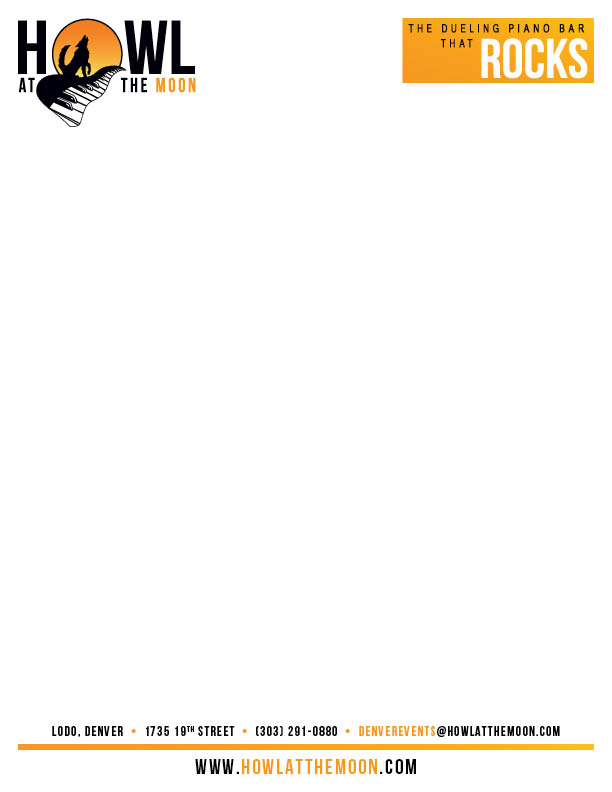 HOWL
AT THE MOON
THE DUELING PIANO BAR
THAT ROCKS
LODO, DENVER • 1735 19TH STREET • (303) 291-0880 • DENVEREVENTS@HOWLATTHEMOON.COM
WWW.HOWLATTHEMOON.COM